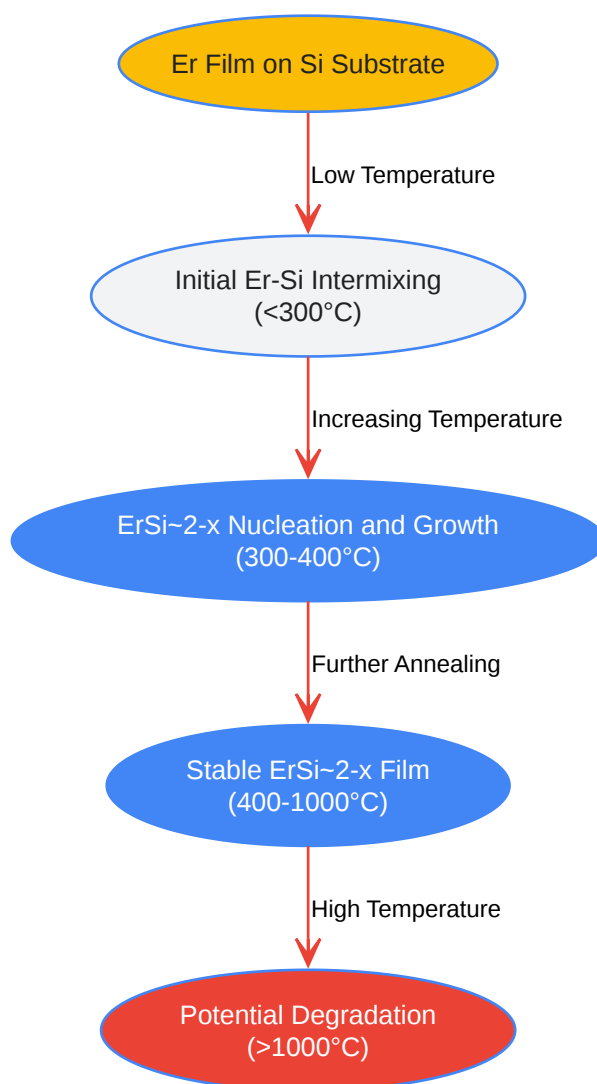 Er Film on Si Substrate
Low Temperature
Initial Er-Si Intermixing
(<300°C)
Increasing Temperature
ErSi~2-x Nucleation and Growth
(300-400°C)
Further Annealing
Stable ErSi~2-x Film
(400-1000°C)
High Temperature
Potential Degradation
(>1000°C)